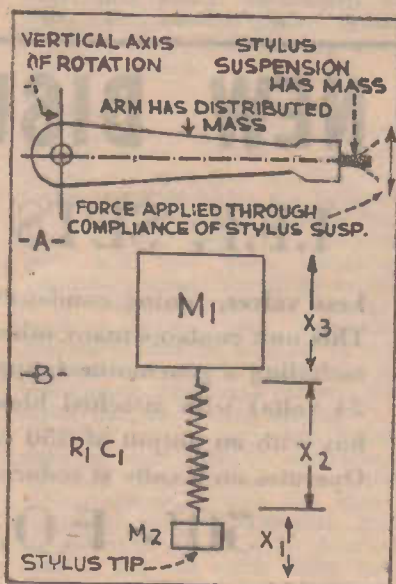 VERTICAL AXIS
OF ROTATION
STYLUS
SUSPENSION
HAS MASS
ARM HAS DISTRIBUTED
MASS
FORCE APPLIED THROUGH
COMPLIANCE OF STYLUS SUSP.
-A-
M1
X3
-B-
R1 C1
X2
M2
X1
STYLUS TIP